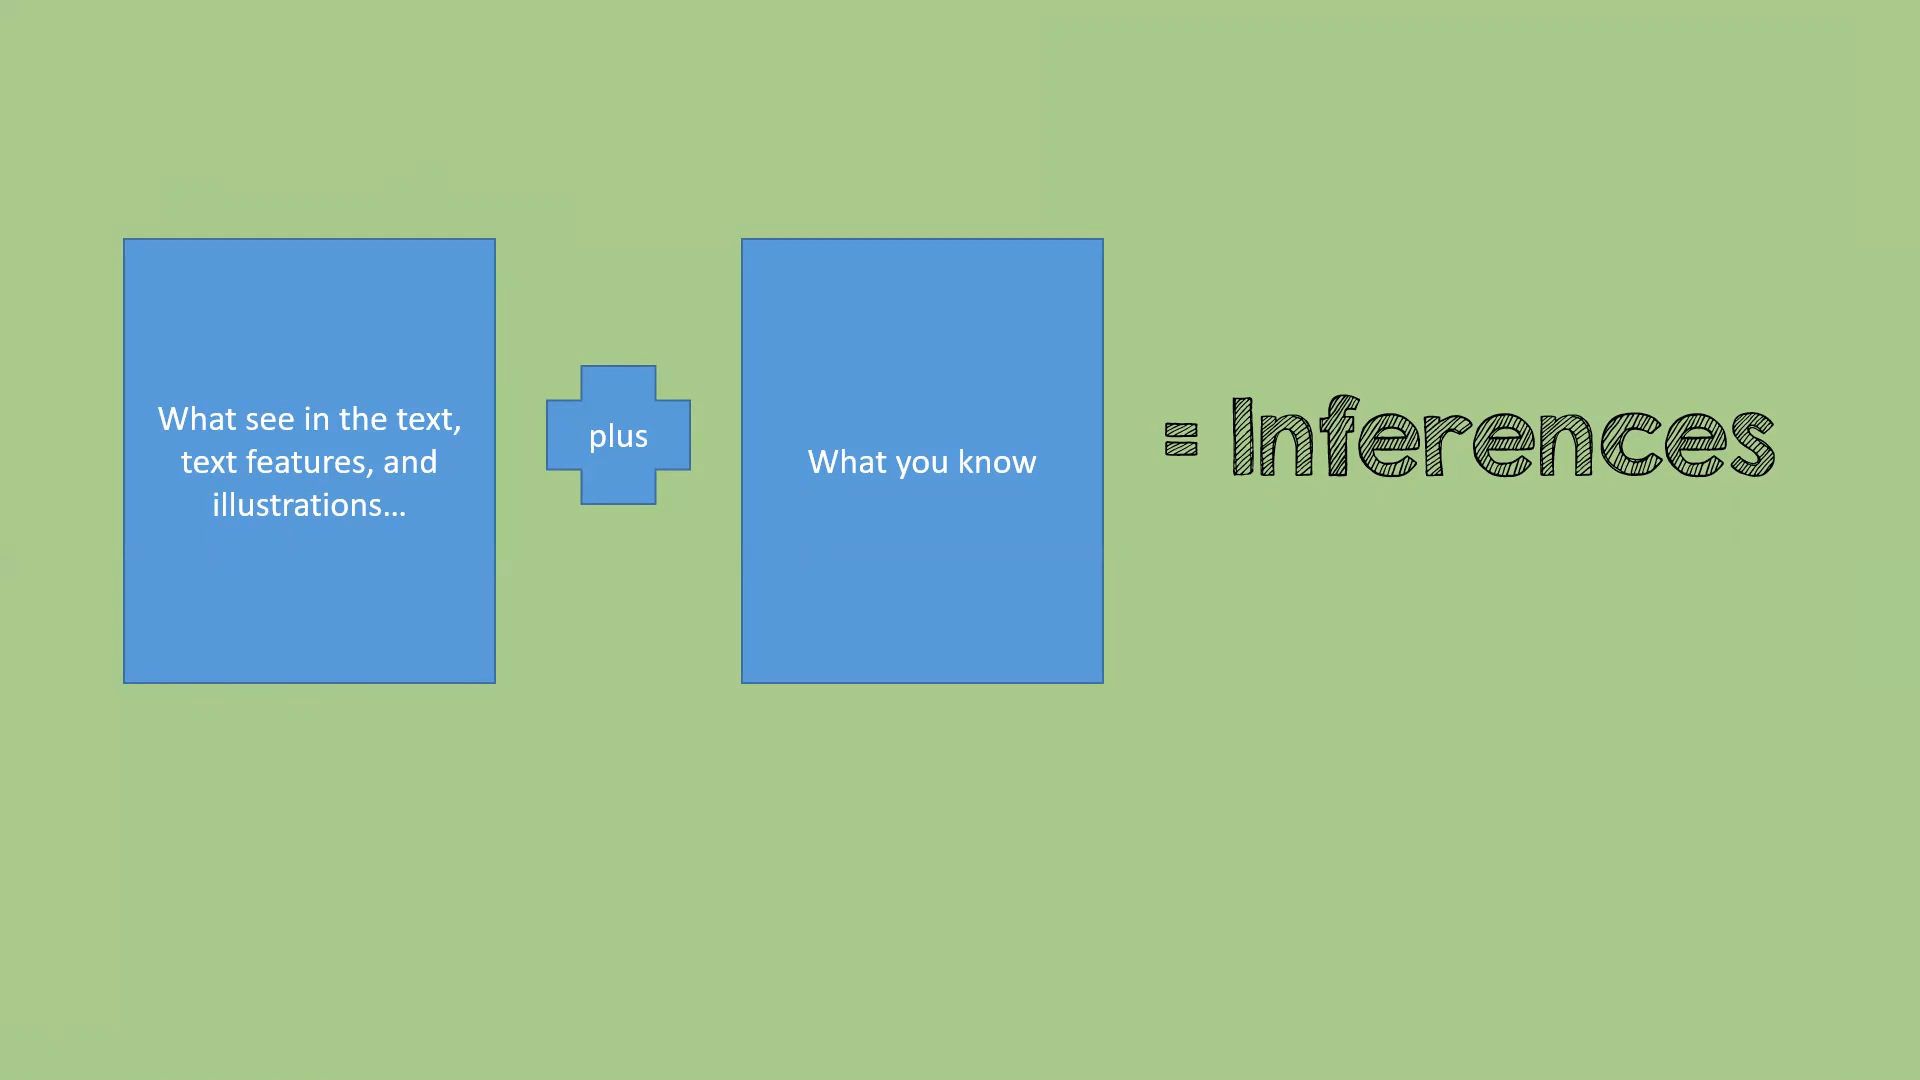 What see in the text,
text features, and
illustrations...
plus
What you know
= Inferences